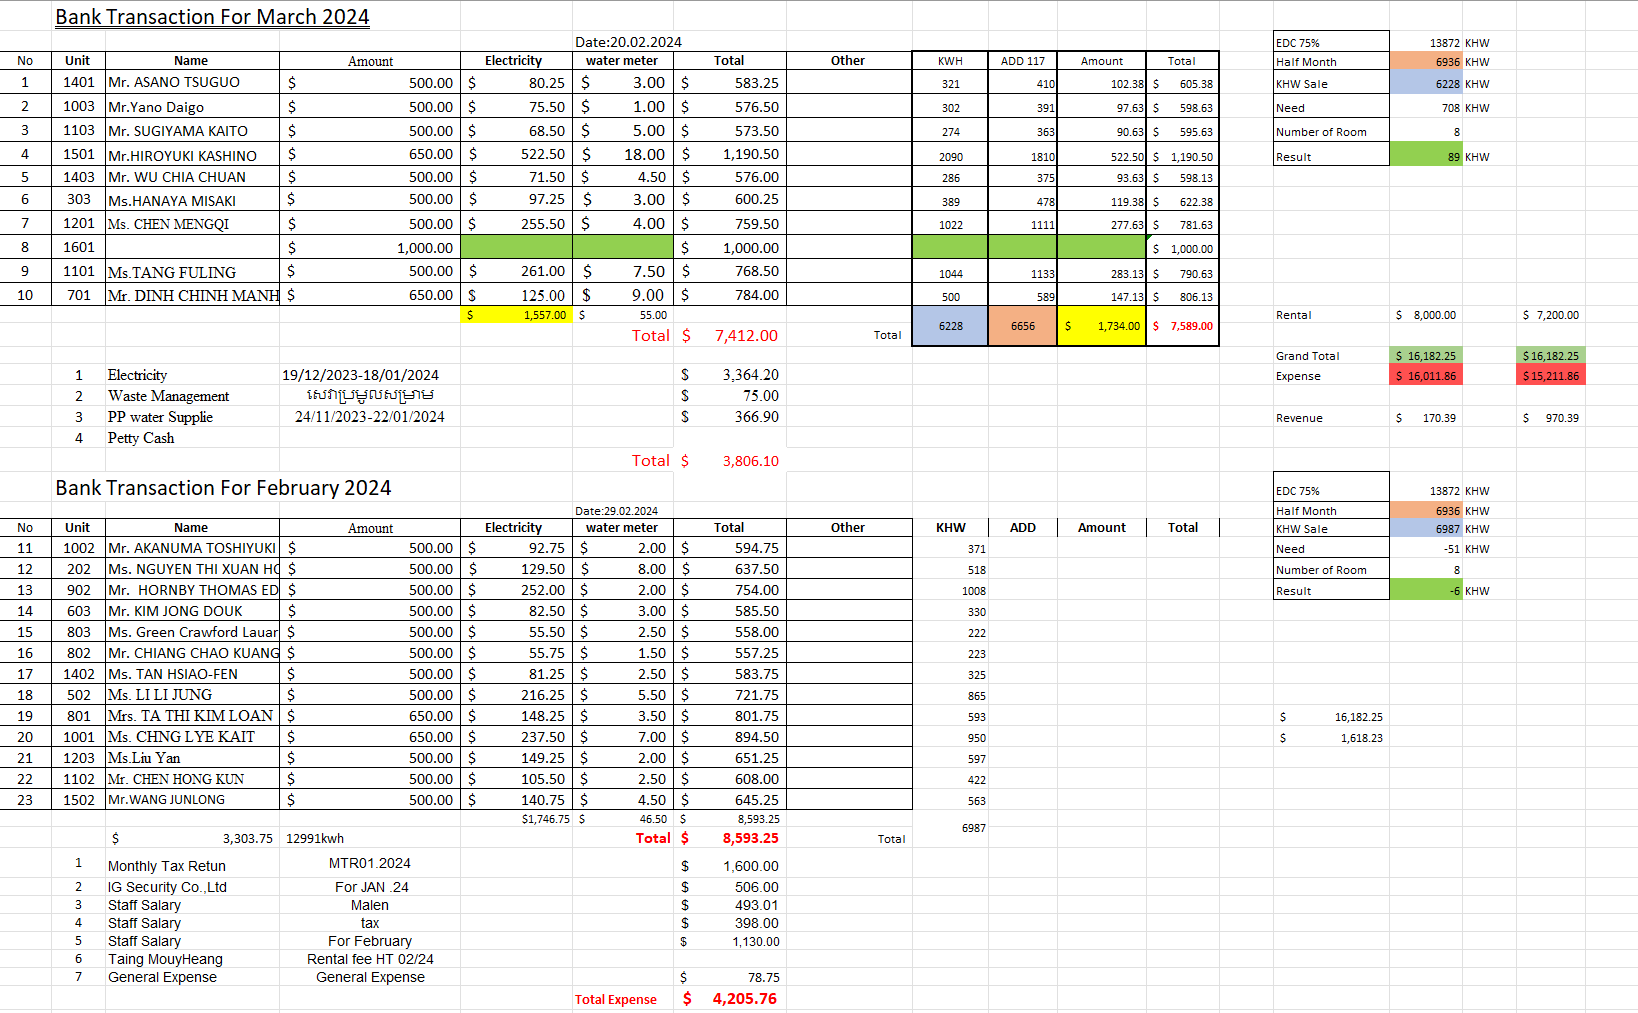 Bank Transaction For March 2024
Date:20.02.2024
EDC 75% 13872 KHW
No Unit Name Amount Electricity water meter Total Other KWH ADD 117 Amount Total Half Month 6936 KHW
1 1401 Mr. ASANO TSUGUO $ 500.00 $ 80.25 $ 3.00 $ 583.25 321 410 102.38 $ 605.38 KHW Sale 6228 KHW
2 1003 Mr.Yano Daigo $ 500.00 $ 75.50 $ 1.00 $ 576.50 302 391 97.63 $ 598.63 Need 708 KHW
3 1103 Mr. SUGIYAMA KAITO $ 500.00 $ 68.50 $ 5.00 $ 573.50 274 363 90.63 $ 595.63 Number of Room 8
4 1501 Mr.HIROYUKI KASHINO $ 650.00 $ 522.50 $ 18.00 $ 1,190.50 2090 1810 522.50 $ 1,190.50 Result 89 KHW
5 1403 Mr. WU CHIA CHUAN $ 500.00 $ 71.50 $ 4.50 $ 576.00 286 375 93.63 $ 598.13
6 303 Ms.HANAYA MISAKI $ 500.00 $ 97.25 $ 3.00 $ 600.25 389 478 119.38 $ 622.38
7 1201 Ms. CHEN MENGQI $ 500.00 $ 255.50 $ 4.00 $ 759.50 1022 1111 277.63 $ 781.63
8 1601 $ 1,000.00 $ 1,000.00 $ 1,000.00
9 1101 Ms.TANG FULING $ 500.00 $ 261.00 $ 7.50 $ 768.50 1044 1133 283.13 $ 790.63
10 701 Mr. DINH CHINH MANH $ 650.00 $ 125.00 $ 9.00 $ 784.00 500 589 147.13 $ 806.13
$ 1,557.00 $ 55.00 Rental $ 8,000.00 $ 7,200.00
Total $ 7,412.00 Total 6228 6656 $ 1,734.00 $ 7,589.00
Grand Total $ 16,182.25 $ 16,182.25
1 Electricity 19/12/2023-18/01/2024 $ 3,364.20 Expense $ 16,011.86 $ 15,211.86
2 Waste Management សេវាប្រមូលសម្រាម $ 75.00
3 PP water Supplie 24/11/2023-22/01/2024 $ 366.90 Revenue $ 170.39 $ 970.39
4 Petty Cash
Total $ 3,806.10
Bank Transaction For February 2024
EDC 75% 13872 KHW
Date:29.02.2024 Half Month 6936 KHW
No Unit Name Amount Electricity water meter Total Other KHW ADD Amount Total KHW Sale 6987 KHW
11 1002 Mr. AKANUMA TOSHIYUKI $ 500.00 $ 92.75 $ 2.00 $ 594.75 371 Need -51 KHW
12 202 Ms. NGUYEN THI XUAN HO $ 500.00 $ 129.50 $ 8.00 $ 637.50 518 Number of Room 8
13 902 Mr. HORNBY THOMAS ED $ 500.00 $ 252.00 $ 2.00 $ 754.00 1008 Result -6 KHW
14 603 Mr. KIM JONG DOUK $ 500.00 $ 82.50 $ 3.00 $ 585.50 330
15 803 Ms. Green Crawford Lauar $ 500.00 $ 55.50 $ 2.50 $ 558.00 222
16 802 Mr. CHIANG CHAO KUANG $ 500.00 $ 55.75 $ 1.50 $ 557.25 223
17 1402 Ms. TAN HSIAO-FEN $ 500.00 $ 81.25 $ 2.50 $ 583.75 325
18 502 Ms. LI LI JUNG $ 500.00 $ 216.25 $ 5.50 $ 721.75 865
19 801 Mrs. TA THI KIM LOAN $ 650.00 $ 148.25 $ 3.50 $ 801.75 593 $ 16,182.25
20 1001 Ms. CHNG LYE KAIT $ 650.00 $ 237.50 $ 7.00 $ 894.50 950 $ 1,618.23
21 1203 Ms.Liu Yan $ 500.00 $ 149.25 $ 2.00 $ 651.25 597
22 1102 Mr. CHEN HONG KUN $ 500.00 $ 105.50 $ 2.50 $ 608.00 422
23 1502 Mr.WANG JUNLONG $ 500.00 $ 140.75 $ 4.50 $ 645.25 563
$1,746.75 $ 46.50 $ 8,593.25
6987
$ 3,303.75 12991kwh Total $ 8,593.25 Total
1 Monthly Tax Retun MTR01.2024 $ 1,600.00
2 IG Security Co.,Ltd For JAN .24 $ 506.00
3 Staff Salary Malen $ 493.01
4 Staff Salary tax $ 398.00
5 Staff Salary For February $ 1,130.00
6 Taing MouyHeang Rental fee HT 02/24
7 General Expense General Expense $ 78.75
Total Expense $ 4,205.76